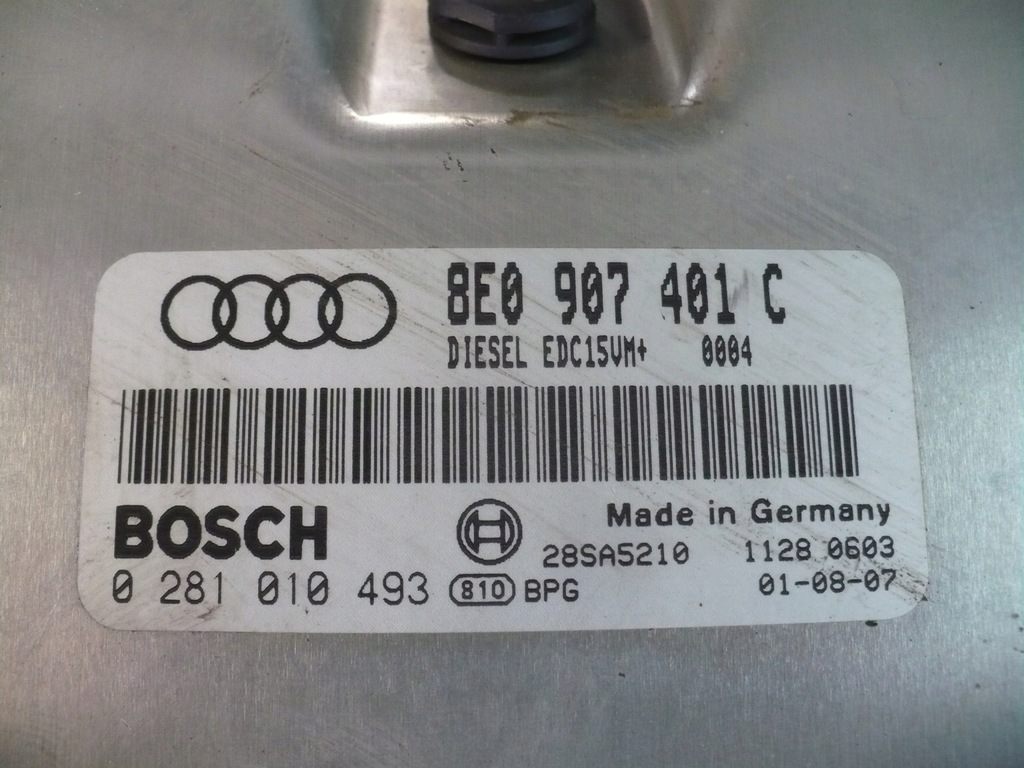 8E0 907 401 C
DIESEL EDC15VM+ 0004
BOSCH
Made in Germany
28SA5210 1128 0603
0 281 010 493 810 BPG 01-08-07